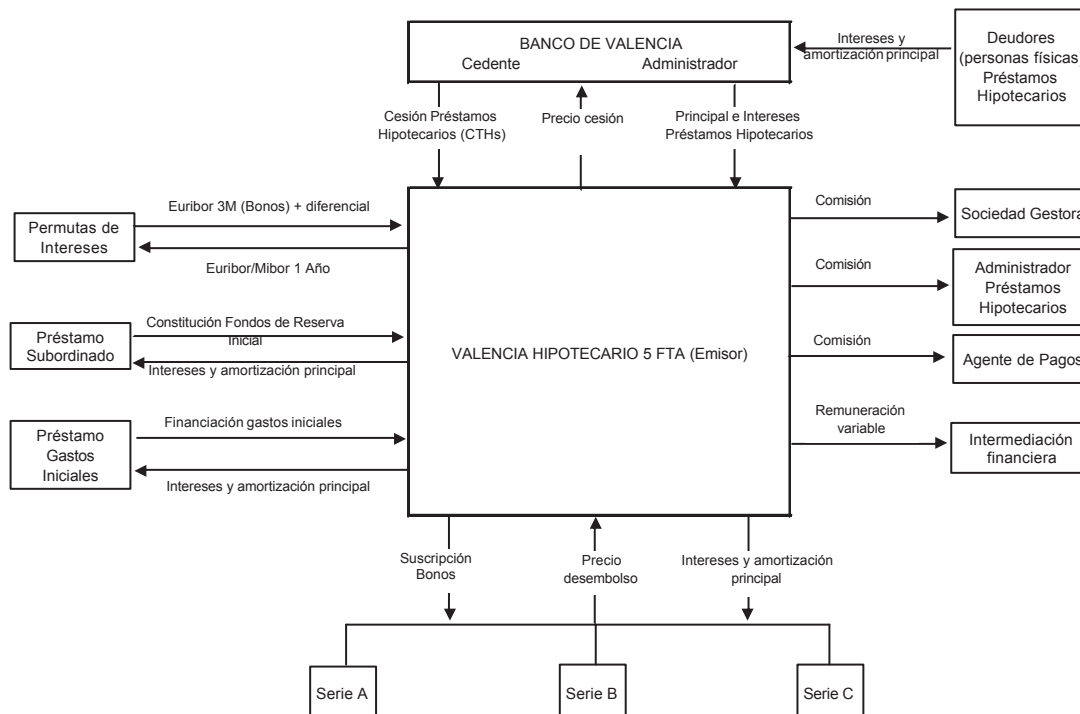 BANCO DE VALENCIA
Cedente Administrador
Intereses y
amortización principal
Deudores
(personas físicas)
Préstamos
Hipotecarios
Cesión Préstamos
Hipotecarios (CTHs)
Precio cesión
Principal e Intereses
Préstamos Hipotecarios
Euribor 3M (Bonos) + diferencial
Permutas de
Intereses
Euribor/Mibor 1 Año
Constitución Fondos de Reserva
Inicial
Préstamo
Subordinado
Intereses y amortización principal
Financiación gastos iniciales
Préstamo
Gastos
Iniciales
Intereses y amortización principal
VALENCIA HIPOTECARIO 5 FTA (Emisor)
Comisión
Sociedad Gestora
Comisión
Administrador
Préstamos
Hipotecarios
Comisión
Agente de Pagos
Remuneración
variable
Intermediación
financiera
Suscripción
Bonos
Precio
desembolso
Intereses y amortización
principal
Serie A
Serie B
Serie C